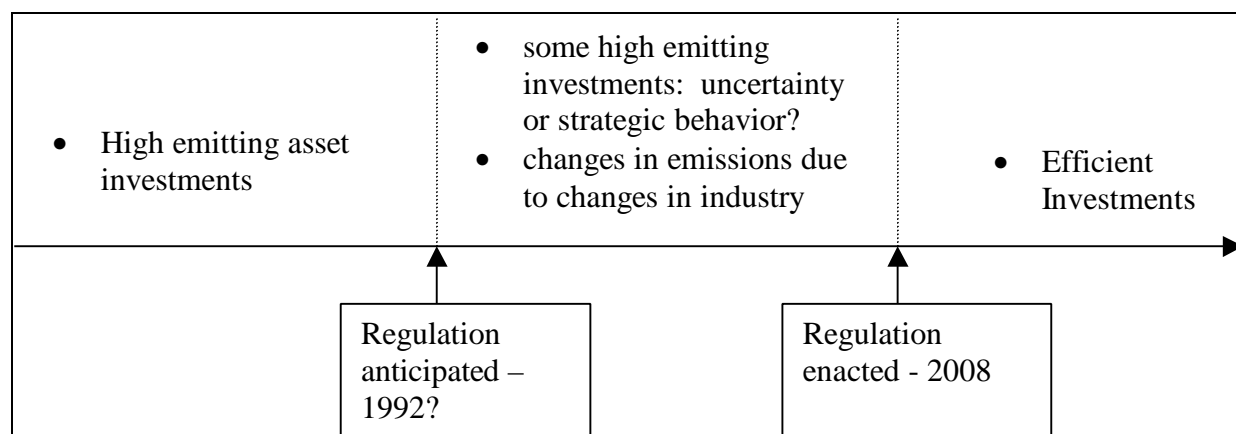 • High emitting asset
investments
• some high emitting
investments: uncertainty
or strategic behavior?
• changes in emissions due
to changes in industry
• Efficient
Investments
Regulation
anticipated –
1992?
Regulation
enacted - 2008